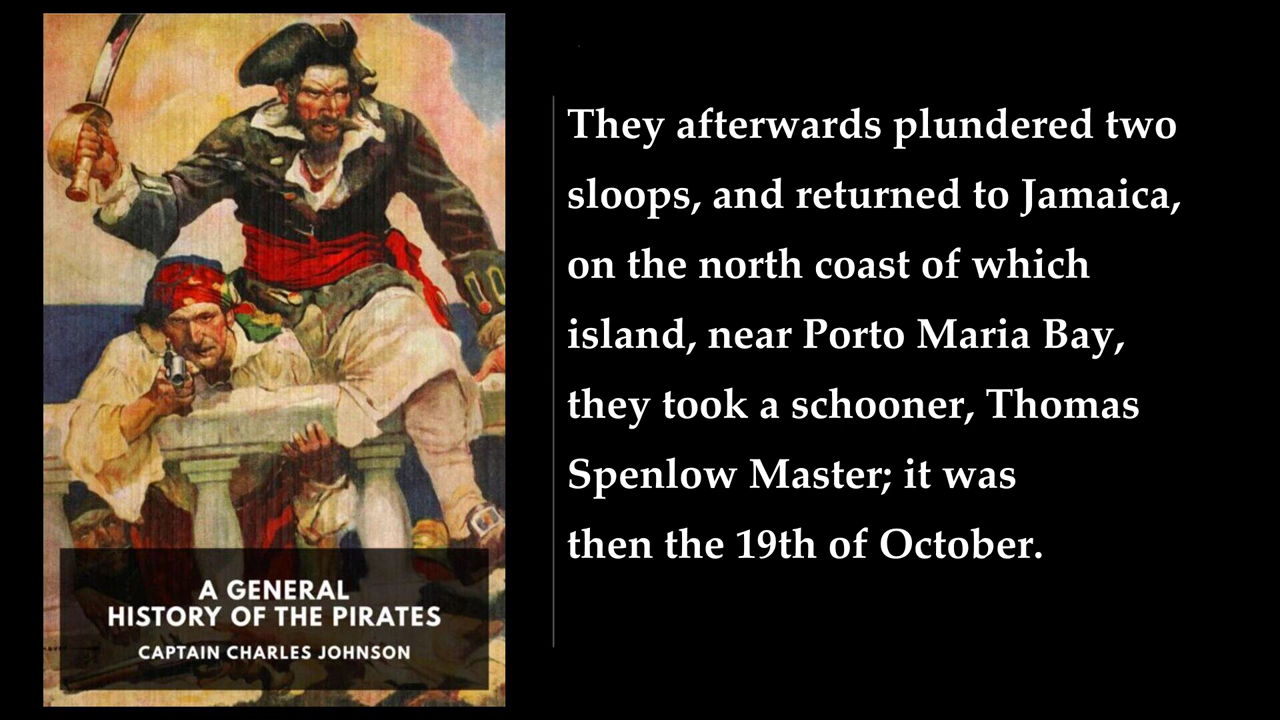 A GENERAL
HISTORY OF THE PIRATES
CAPTAIN CHARLES JOHNSON
They afterwards plundered two
sloops, and returned to Jamaica,
on the north coast of which
island, near Porto Maria Bay,
they took a schooner, Thomas
Spenlow Master; it was
then the 19th of October.